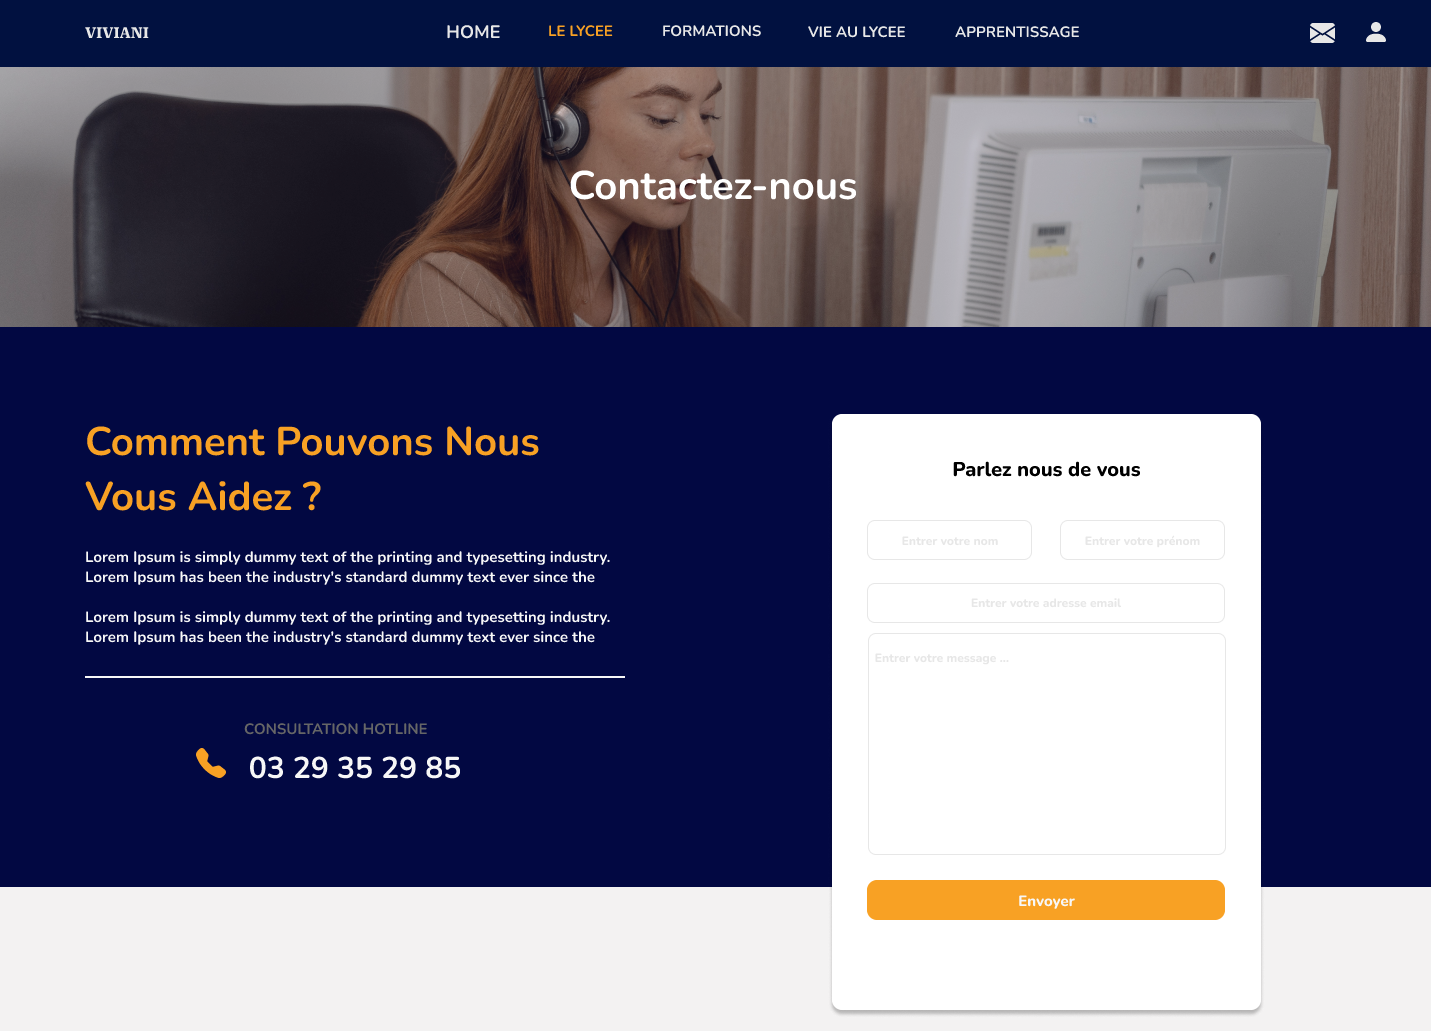 VIVIANI
HOME
LE LYCEE
FORMATIONS
VIE AU LYCEE
APPRENTISSAGE
Contactez-nous
Comment Pouvons Nous
Vous Aidez ?
Lorem Ipsum is simply dummy text of the printing and typesetting industry.
Lorem Ipsum has been the industry's standard dummy text ever since the
Lorem Ipsum is simply dummy text of the printing and typesetting industry.
Lorem Ipsum has been the industry's standard dummy text ever since the
CONSULTATION HOTLINE
03 29 35 29 85
Parlez nous de vous
Entrer votre nom
Entrer votre prénom
Entrer votre adresse email
Entrer votre message ...
Envoyer